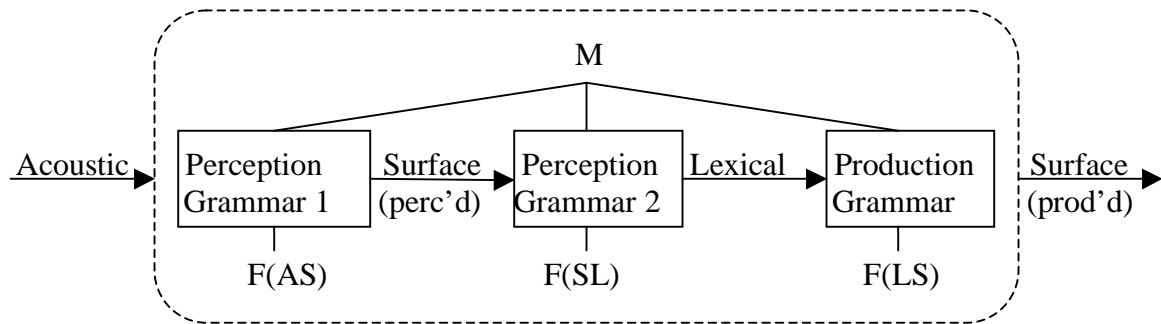 M
Acoustic
Perception
Grammar 1
Surface
(perc'd)
Perception
Grammar 2
Lexical
Production
Grammar
Surface
(prod'd)
F(AS)
F(SL)
F(LS)